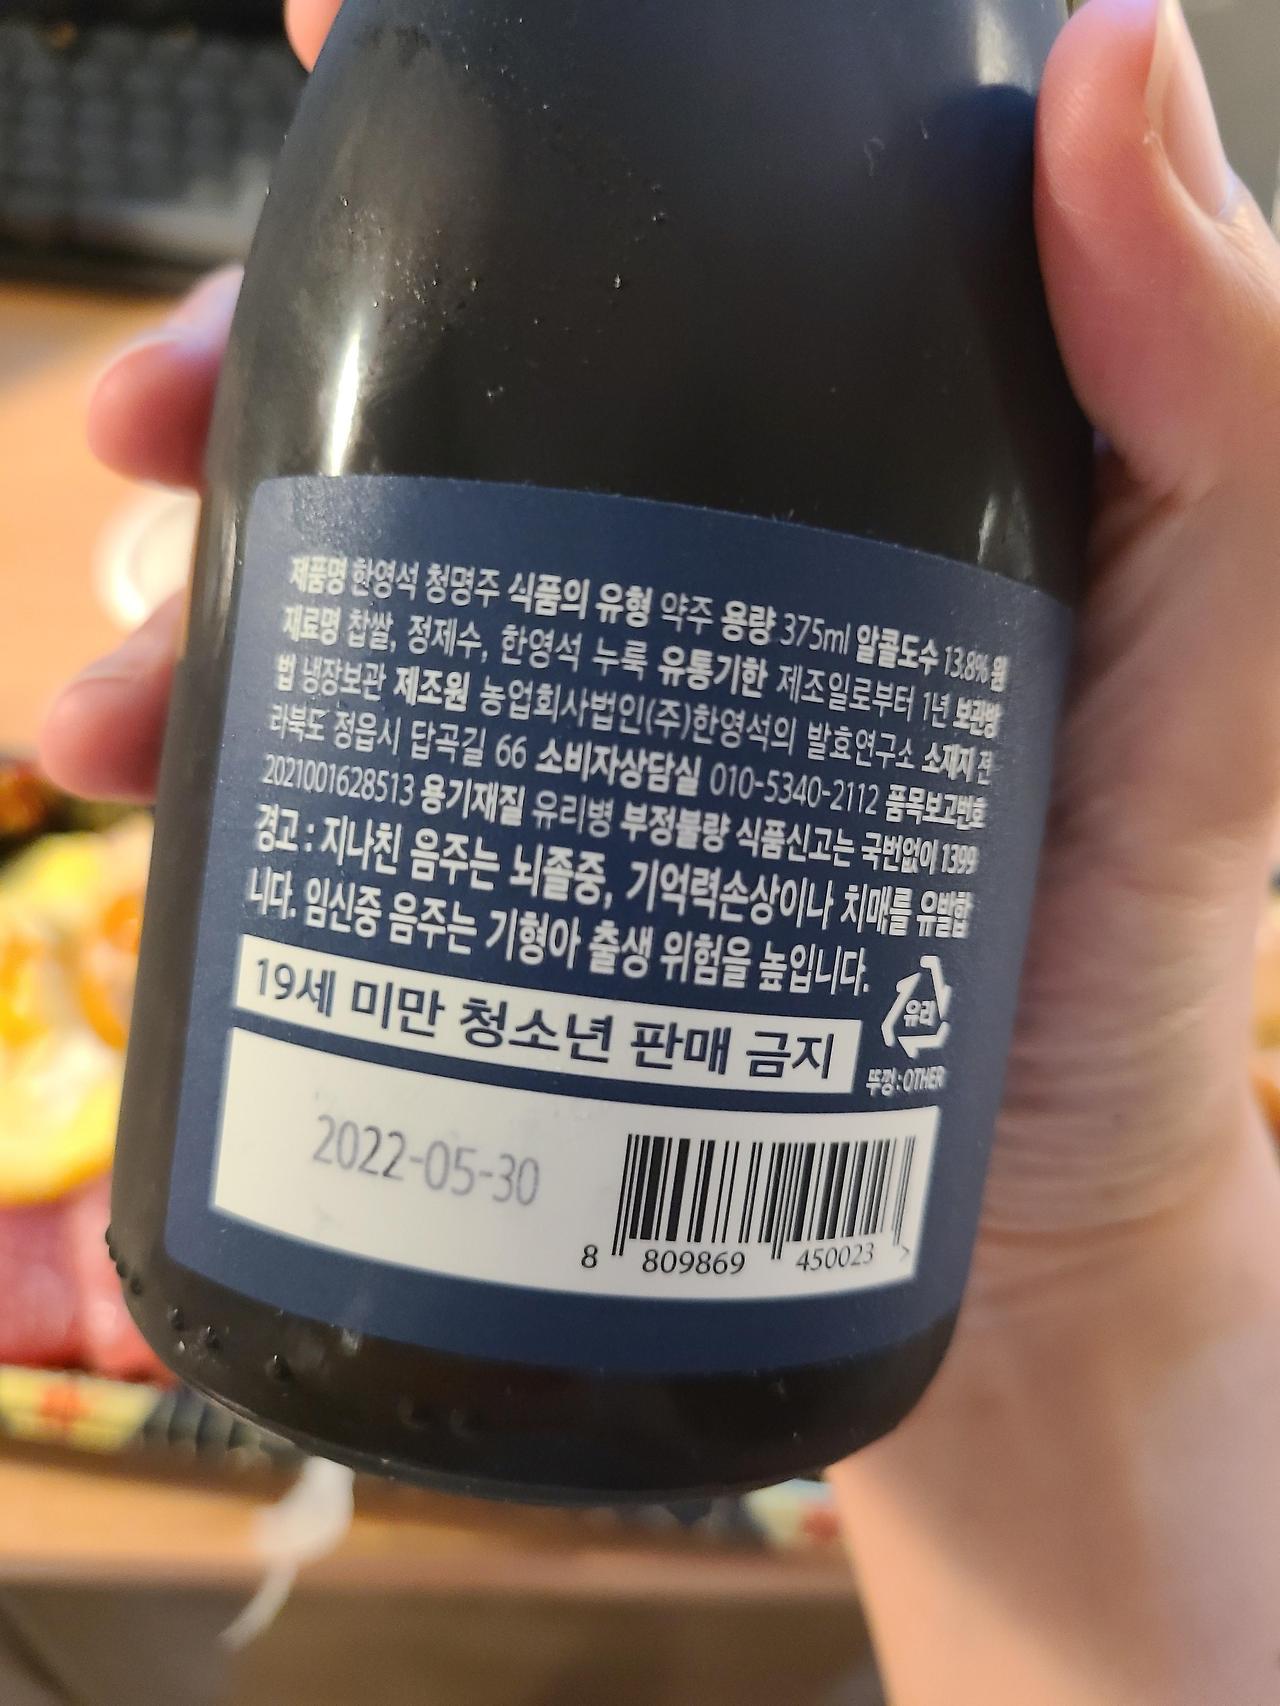 제품명 한영석 청명주 식품의 유형 약주 용량 375ml 알콜도수 13.8% 원
재료명 찹쌀, 정제수, 한영석 누룩 유통기한 제조일로부터 1년 보관방
법 냉장보관 제조원 농업회사법인(주)한영석의 발효연구소 소재지 전
라북도 정읍시 답곡길 66 소비자상담실 010-5340-2112 품목보고번호
2021001628513 용기재질 유리병 부정불량 식품신고는 국번없이 1399
경고 : 지나친 음주는 뇌졸중, 기억력손상이나 치매를 유발합
니다. 임신중 음주는 기형아 출생 위험을 높입니다.
19세 미만 청소년 판매 금지
유리
뚜껑 : OTHER
2022-05-30
8 809869 450023 >